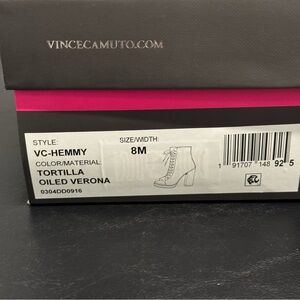 VINCECAMUTO.COM
STYLE:
VC-HEMMY
COLOR/MATERIAL
TORTILLA
OILED VERONA
0304DD0916
SIZE/WIDTH:
8M
1 91707 148 92 5